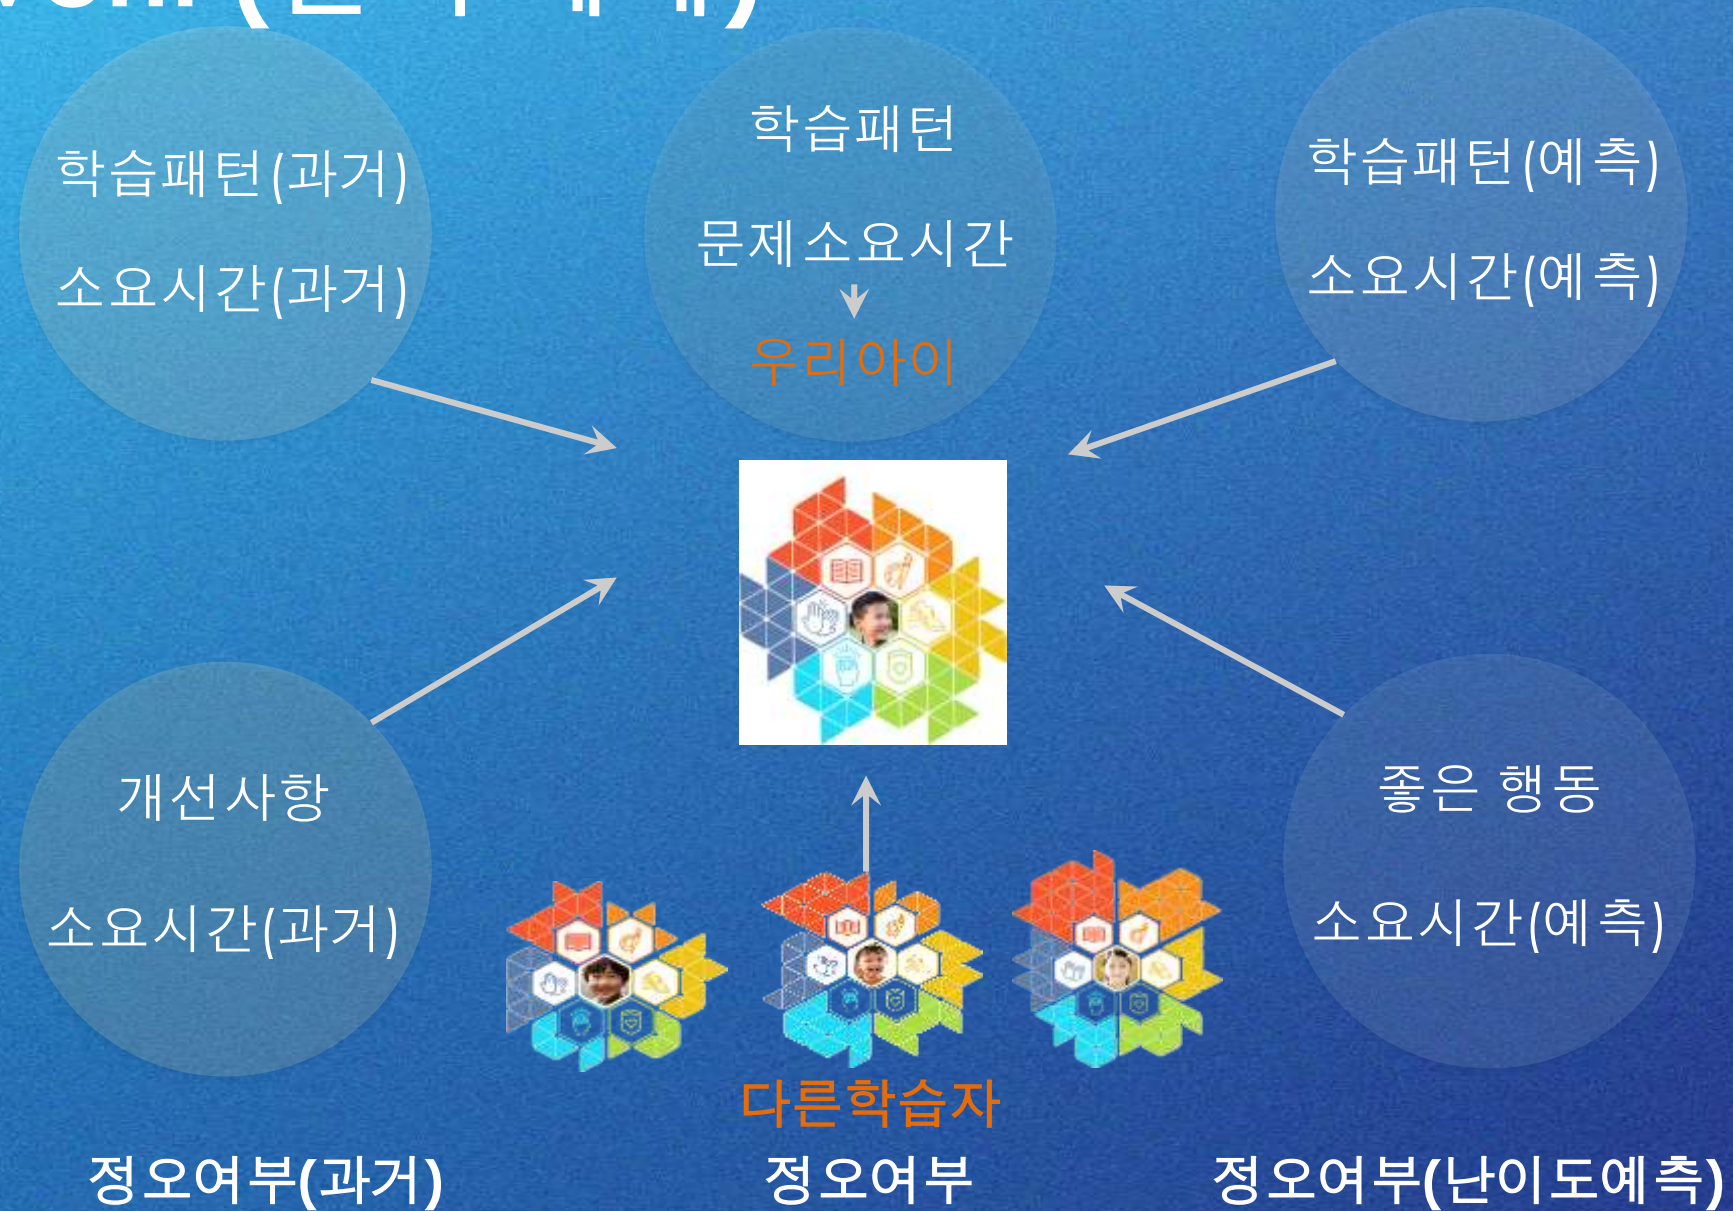 학습패턴(과거)
소요시간(과거)
학습패턴
문제소요시간
우리아이
학습패턴(예측)
소요시간(예측)
개선사항
소요시간(과거)
좋은 행동
소요시간(예측)
다른학습자
정오여부(과거)
정오여부
정오여부(난이도예측)